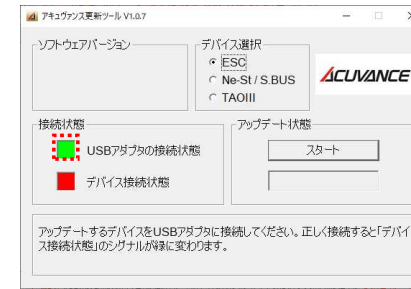 アキュヴァンス更新ツール V1.0.7
ソフトウェアバージョン
デバイス選択
ESC
Ne-St / S.BUS
TAOIII
ACUVANCE
接続状態
USBアダプタの接続状態
デバイス接続状態
アップデート状態
スタート
アップデートするデバイスをUSBアダプタに接続してください。正しく接続すると「デバイ
ス接続状態」のシグナルが緑に変わります。